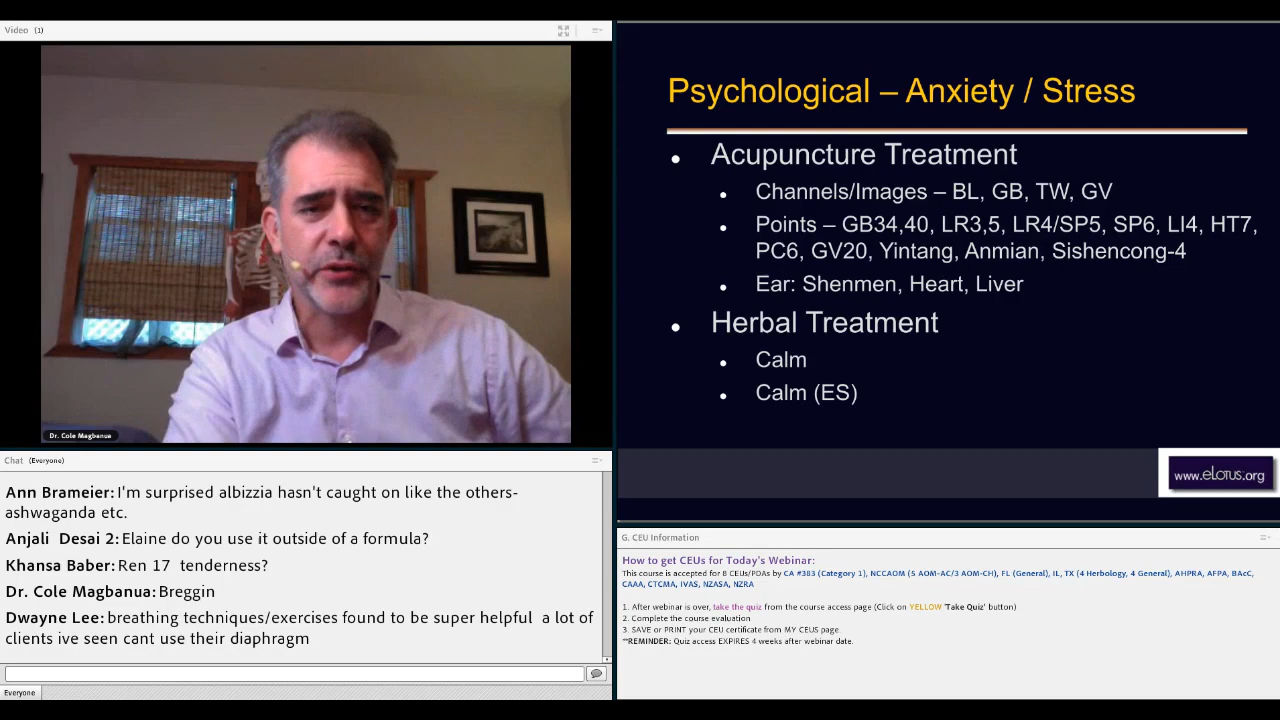 Video (1)
Dr. Cole Magbanua
Psychological – Anxiety / Stress
Acupuncture Treatment
Channels/Images – BL, GB, TW, GV
Points – GB34,40, LR3,5, LR4/SP5, SP6, LI4, HT7,
PC6, GV20, Yintang, Anmian, Sishencong-4
Ear: Shenmen, Heart, Liver
Herbal Treatment
Calm
Calm (ES)
www.eLOTUS.org
Chat (Everyone)
Ann Brameier: I'm surprised albizzia hasn't caught on like the others-
ashwaganda etc.
Anjali Desai 2: Elaine do you use it outside of a formula?
Khansa Baber: Ren 17 tenderness?
Dr. Cole Magbanua: Breggin
Dwayne Lee: breathing techniques/exercises found to be super helpful a lot of
clients ive seen cant use their diaphragm
Everyone
G. CEU Information
How to get CEUs for Today's Webinar:
This course is accepted for 8 CEUs/PDAs by CA #383 (Category 1), NCCAOM (5 AOM-AC/3 AOM-CH), FL (General), IL, TX (4 Herbology, 4 General), AHPRA, AFPA, BAcC,
CAAA, CTCMA, IVAS, NZASA, NZRA
1. After webinar is over, take the quiz from the course access page (Click on YELLOW 'Take Quiz' button)
2. Complete the course evaluation
3. SAVE or PRINT your CEU certificate from MY CEUS page.
**REMINDER: Quiz access EXPIRES 4 weeks after webinar date.